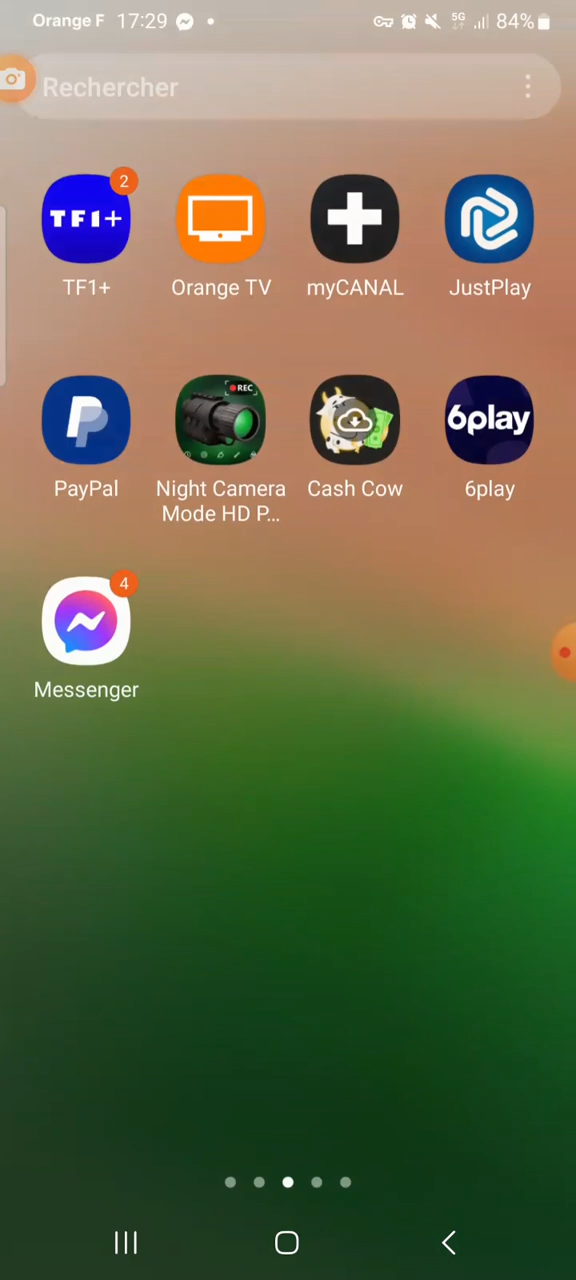 Orange F 17:29 5G 84%
Rechercher
2
TF1+
TF1+
Orange TV
myCANAL
JustPlay
REC
6play
PayPal
Night Camera
Mode HD P...
Cash Cow
6play
4
Messenger